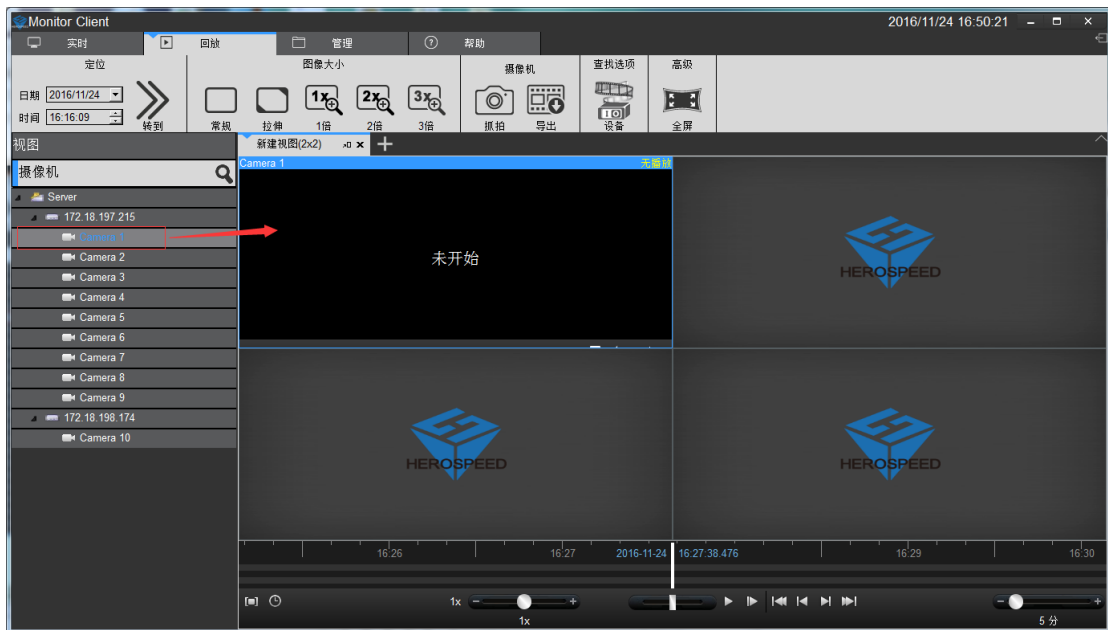 Monitor Client 2016/11/24 16:50:21
实时 回放 管理 帮助
定位 图像大小 摄像机 查找选项 高级
日期 2016/11/24
时间 16:16:09
转到 常规 拉伸 1x 1倍 2x 2倍 3x 3倍 抓拍 导出 设备 全屏
视图 新建视图(2x2)
摄像机
Camera 1 无播放
Server
172.18.197.215
Camera 1
Camera 2
Camera 3
Camera 4
Camera 5
Camera 6
Camera 7
Camera 8
Camera 9
172.18.198.174
Camera 10
未开始
HEROSPEED
HEROSPEED
HEROSPEED
16:26 16:27 2016-11-24 16:27:38.476 16:29 16:30
1x
1x
5 分